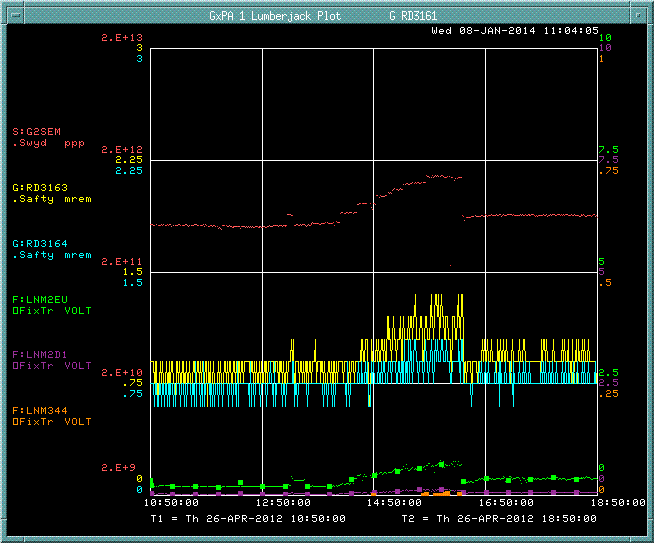 GxPA 1 Lumberjack Plot G RD3161
Wed 08-JAN-2014 11:04:05
2.E+13
3
3
10
10
1
S:G2SEM
.Swyd ppp
2.E+12
2.25
2.25
7.5
7.5
.75
G:RD3163
.Safty mrem
G:RD3164
.Safty mrem
2.E+11
1.5
1.5
5
5
.5
F:LNM2EU
FixTr VOLT
F:LNM2D1
FixTr VOLT
2.E+10
.75
.75
2.5
2.5
.25
F:LNM344
FixTr VOLT
2.E+9
0
0
0
0
0
10:50:00 12:50:00 14:50:00 16:50:00 18:50:00
T1 = Th 26-APR-2012 10:50:00 T2 = Th 26-APR-2012 18:50:00